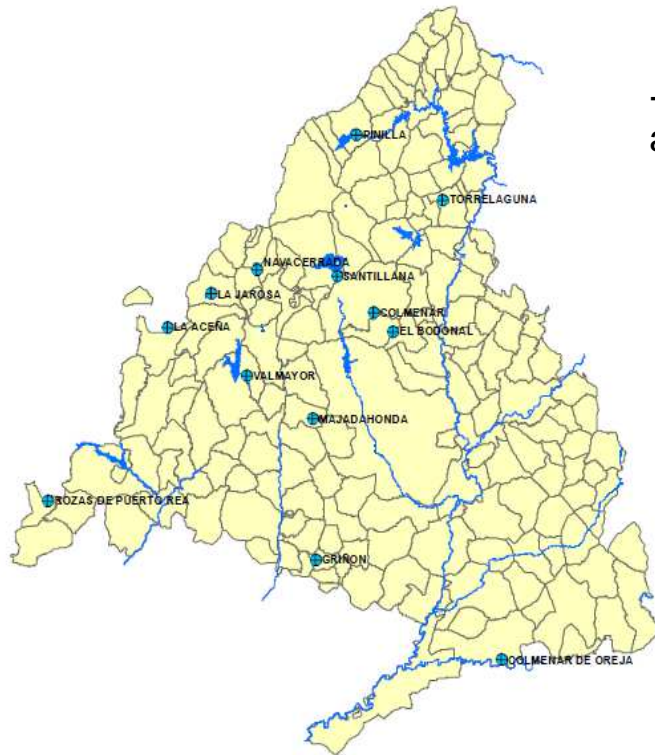 PINILLA
TORRELAGUNA
NAVACERRADA
SANTILLANA
LA JAROSA
COLMENAR
LA ACEÑA
EL BODONAL
VALMAYOR
MAJADAHONDA
ROZAS DE PUERTO REA
GRIÑON
COLMENAR DE OREJA